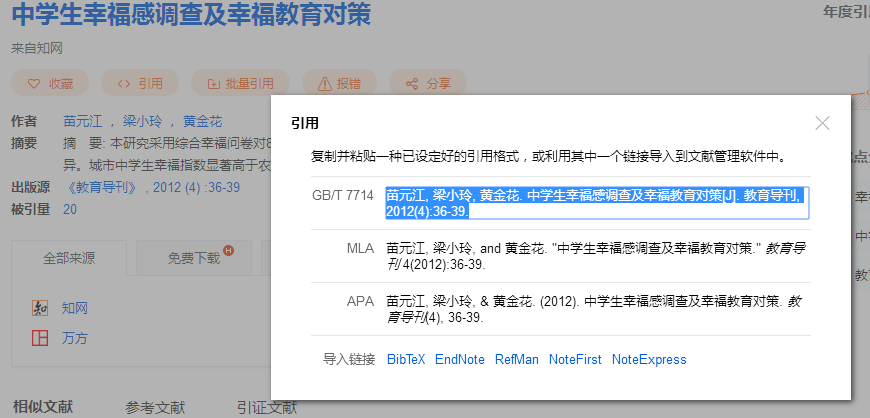 中学生幸福感调查及幸福教育对策
年度引
来自知网
收藏
引用
批量引用
报错
分享
作者 苗元江 ， 梁小玲 ， 黄金花
摘要 摘 要: 本研究采用综合幸福问卷对8
异。城市中学生幸福指数显著高于农
出版源 《教育导刊》 , 2012 (4) :36-39
被引量 20
全部来源
免费下载
H
知网
万方
相似文献
参考文献
引证文献
引用
复制并粘贴一种已设定好的引用格式，或利用其中一个链接导入到文献管理软件中。
GB/T 7714 苗元江, 梁小玲, 黄金花. 中学生幸福感调查及幸福教育对策[J]. 教育导刊,
2012(4):36-39.
MLA 苗元江, 梁小玲, and 黄金花. "中学生幸福感调查及幸福教育对策." 教育导
刊 4(2012):36-39.
APA 苗元江, 梁小玲, & 黄金花. (2012). 中学生幸福感调查及幸福教育对策. 教
育导刊(4), 36-39.
导入链接 BibTeX EndNote RefMan NoteFirst NoteExpress
幸
中
教